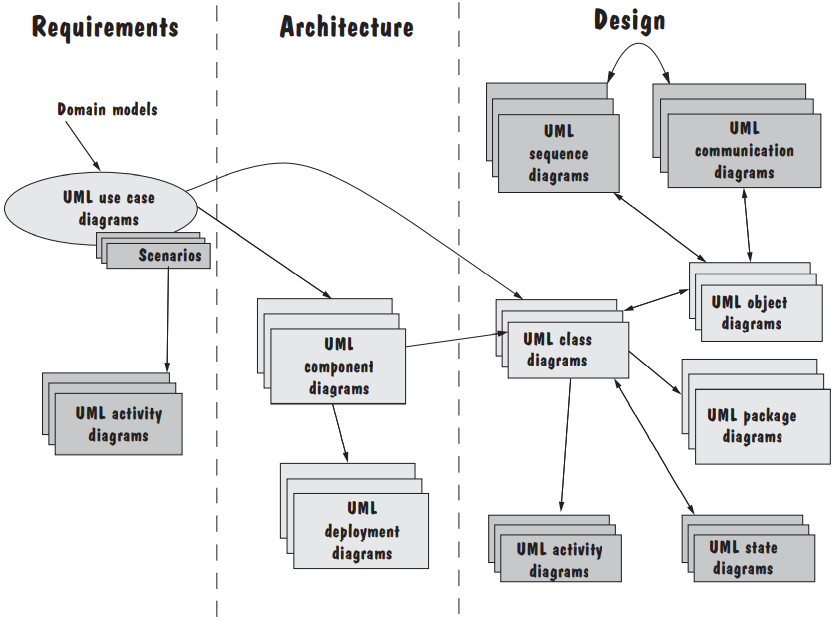 Requirements
Architecture
Design
Domain models
UML use case
diagrams
Scenarios
UML activity
diagrams
UML
component
diagrams
UML
deployment
diagrams
UML
sequence
diagrams
UML
communication
diagrams
UML object
diagrams
UML class
diagrams
UML package
diagrams
UML activity
diagrams
UML state
diagrams